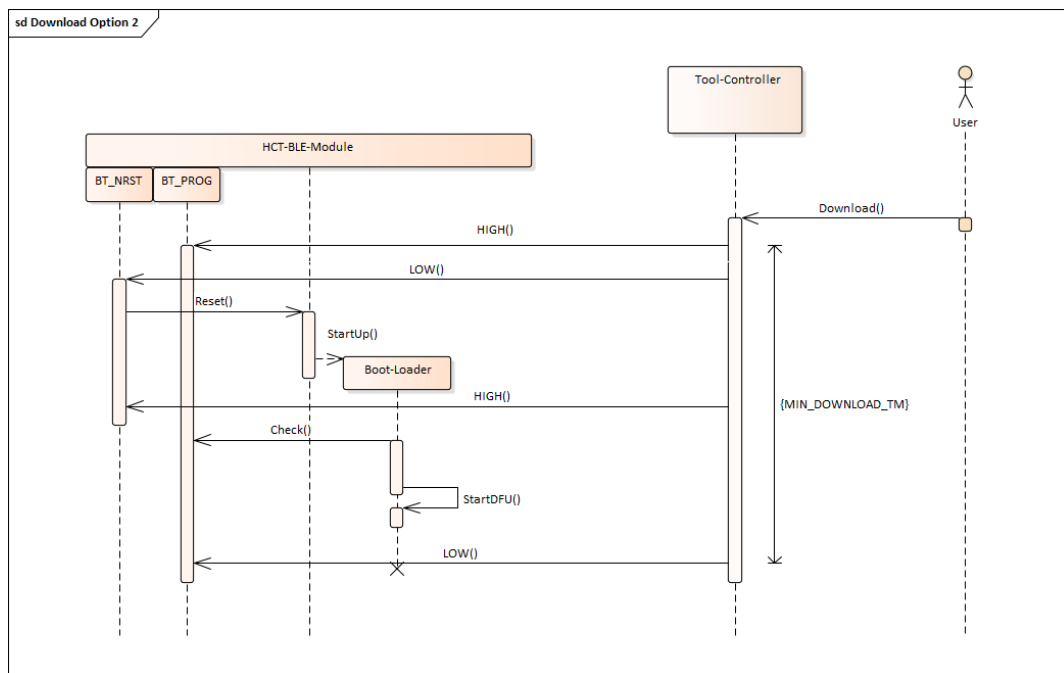 sd Download Option 2
Tool-Controller
User
HCT-BLE-Module
BT_NRST
BT_PROG
Download()
HIGH()
LOW()
Reset()
StartUp()
Boot-Loader
HIGH()
{MIN_DOWNLOAD_TM}
Check()
StartDFU()
LOW()